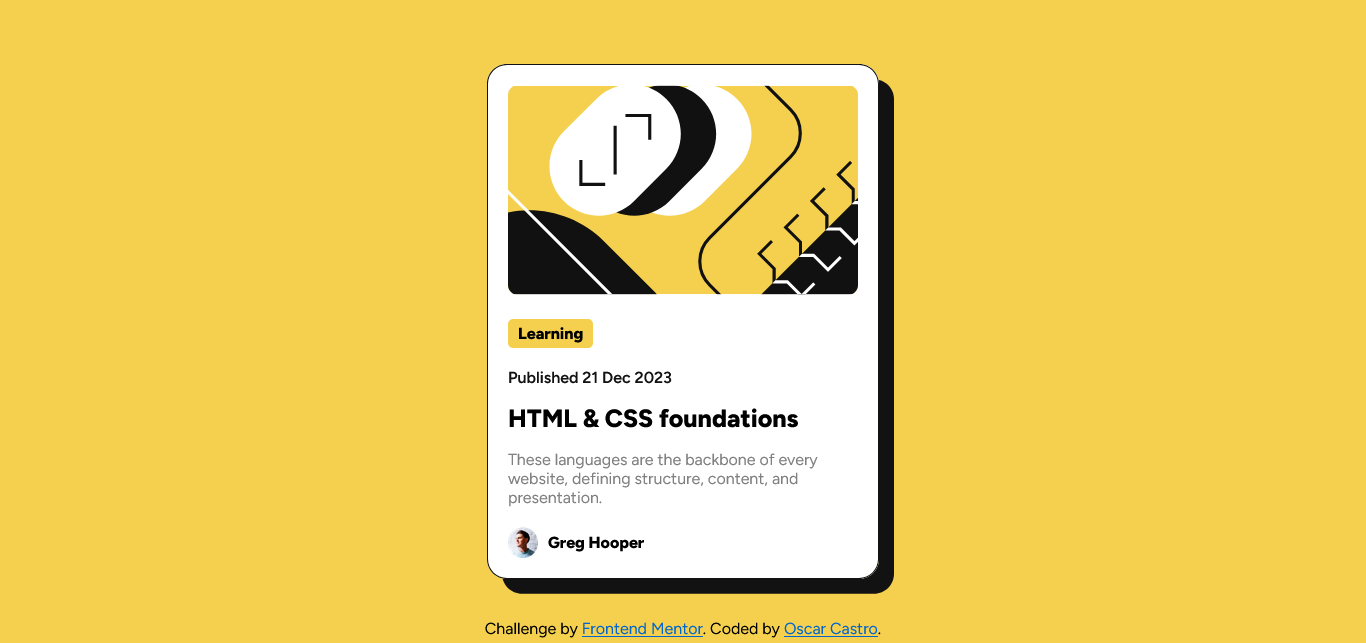 Learning
Published 21 Dec 2023
HTML & CSS foundations
These languages are the backbone of every
website, defining structure, content, and
presentation.
Greg Hooper
Challenge by Frontend Mentor. Coded by Oscar Castro.